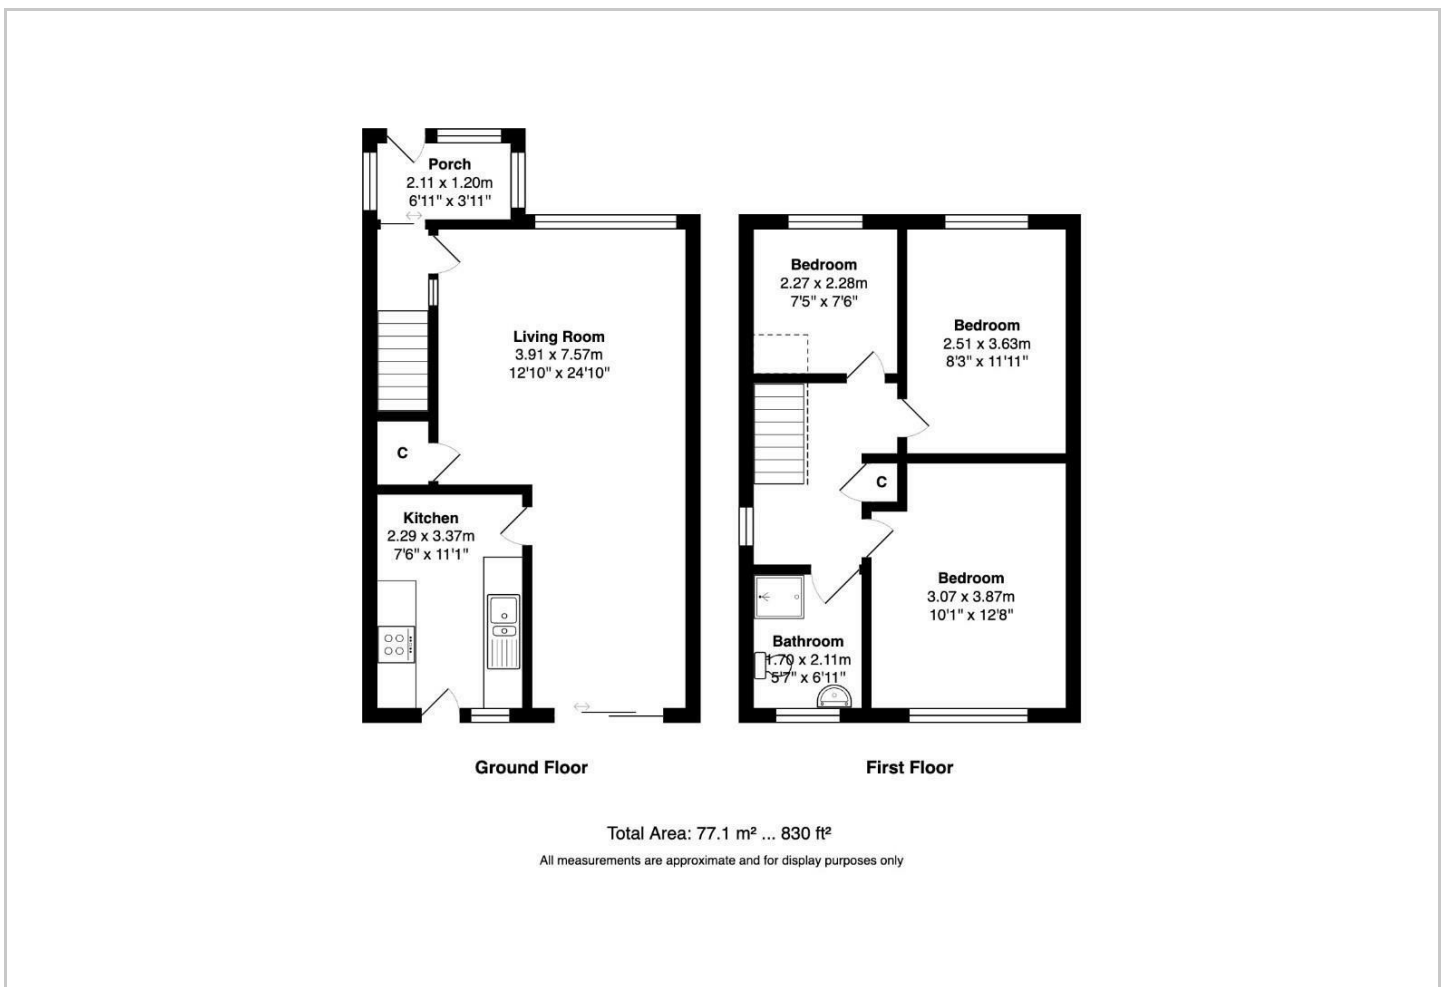 Porch
2.11 x 1.20m
6'11" x 3'11"
Living Room
3.91 x 7.57m
12'10" x 24'10"
C
Kitchen
2.29 x 3.37m
7'6" x 11'1"
Ground Floor
Bedroom
2.27 x 2.28m
7'5" x 7'6"
Bedroom
2.51 x 3.63m
8'3" x 11'11"
C
Bedroom
3.07 x 3.87m
10'1" x 12'8"
Bathroom
1.70 x 2.11m
5'7" x 6'11"
First Floor
Total Area: 77.1 m² ... 830 ft²
All measurements are approximate and for display purposes only